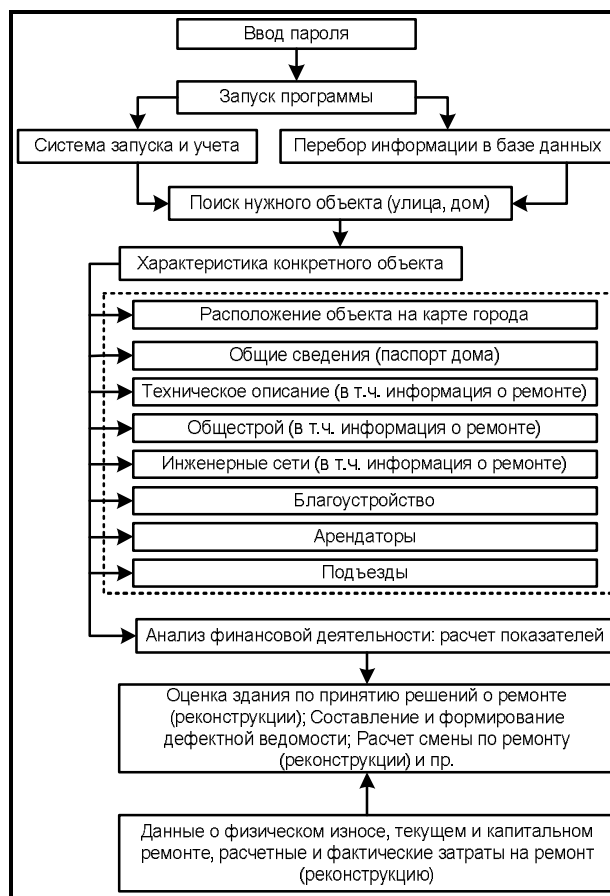 Ввод пароля
Запуск программы
Система запуска и учета
Перебор информации в базе данных
Поиск нужного объекта (улица, дом)
Характеристика конкретного объекта
Расположение объекта на карте города
Общие сведения (паспорт дома)
Техническое описание (в т.ч. информация о ремонте)
Общестрой (в т.ч. информация о ремонте)
Инженерные сети (в т.ч. информация о ремонте)
Благоустройство
Арендаторы
Подъезды
Анализ финансовой деятельности: расчет показателей
Оценка здания по принятию решений о ремонте
(реконструкции); Составление и формирование
дефектной ведомости; Расчет смены по ремонту
(реконструкции) и пр.
Данные о физическом износе, текущем и капитальном
ремонте, расчетные и фактические затраты на ремонт
(реконструкцию)